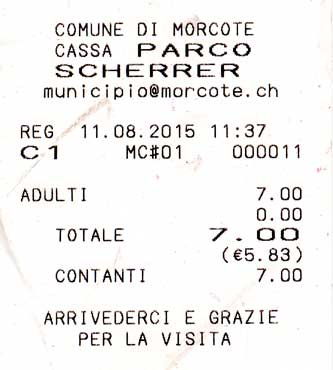 COMUNE DI MORCOTE
CASSA PARCO
SCHERRER
municipio@morcote.ch
REG 11.08.2015 11:37
C1 MC#01 000011
ADULTI 7.00
0.00
TOTALE 7.00
(€5.83)
CONTANTI 7.00
ARRIVEDERCI E GRAZIE
PER LA VISITA